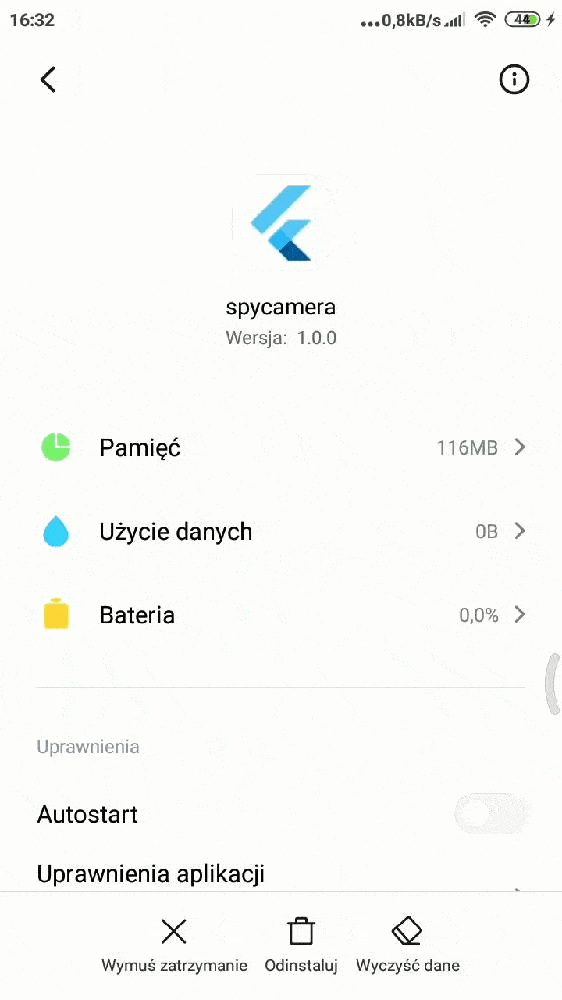 16:32
...0,8kB/s
44
spycamera
Wersja: 1.0.0
Pamięć 116MB
Użycie danych 0B
Bateria 0,0%
Uprawnienia
Autostart
Uprawnienia aplikacji
Wymuś zatrzymanie Odinstaluj Wyczyść dane